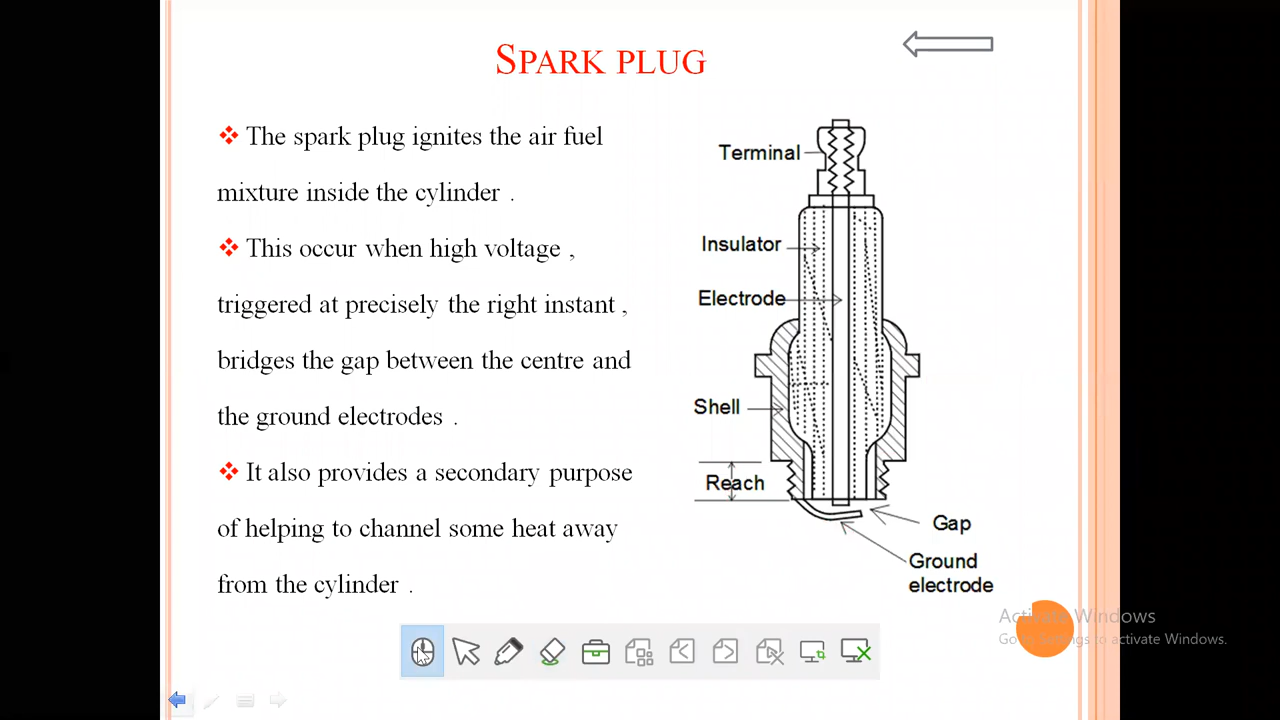 SPARK PLUG
❖ The spark plug ignites the air fuel
mixture inside the cylinder .
❖ This occur when high voltage ,
triggered at precisely the right instant ,
bridges the gap between the centre and
the ground electrodes .
❖ It also provides a secondary purpose
of helping to channel some heat away
from the cylinder .
Terminal
Insulator
Electrode
Shell
Reach
Gap
Ground
electrode
Activate Windows
Go to Settings to activate Windows.